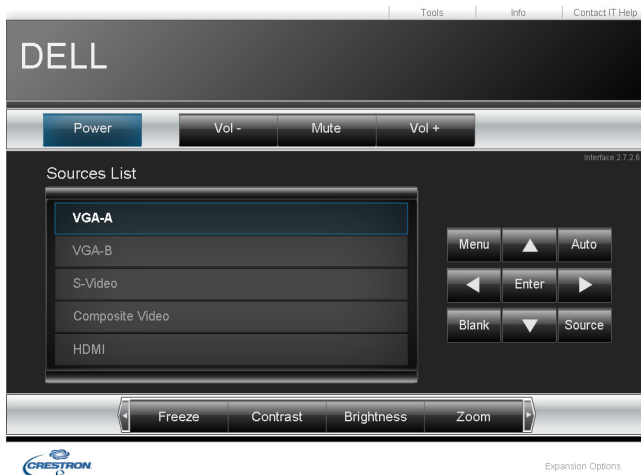 Tools Info Contact IT Help
DELL
Power Vol - Mute Vol +
Interface 2.7.2.6
Sources List
VGA-A
VGA-B
S-Video
Composite Video
HDMI
Menu Auto
Enter
Blank Source
Freeze Contrast Brightness Zoom
CRESTRON
Expansion Options